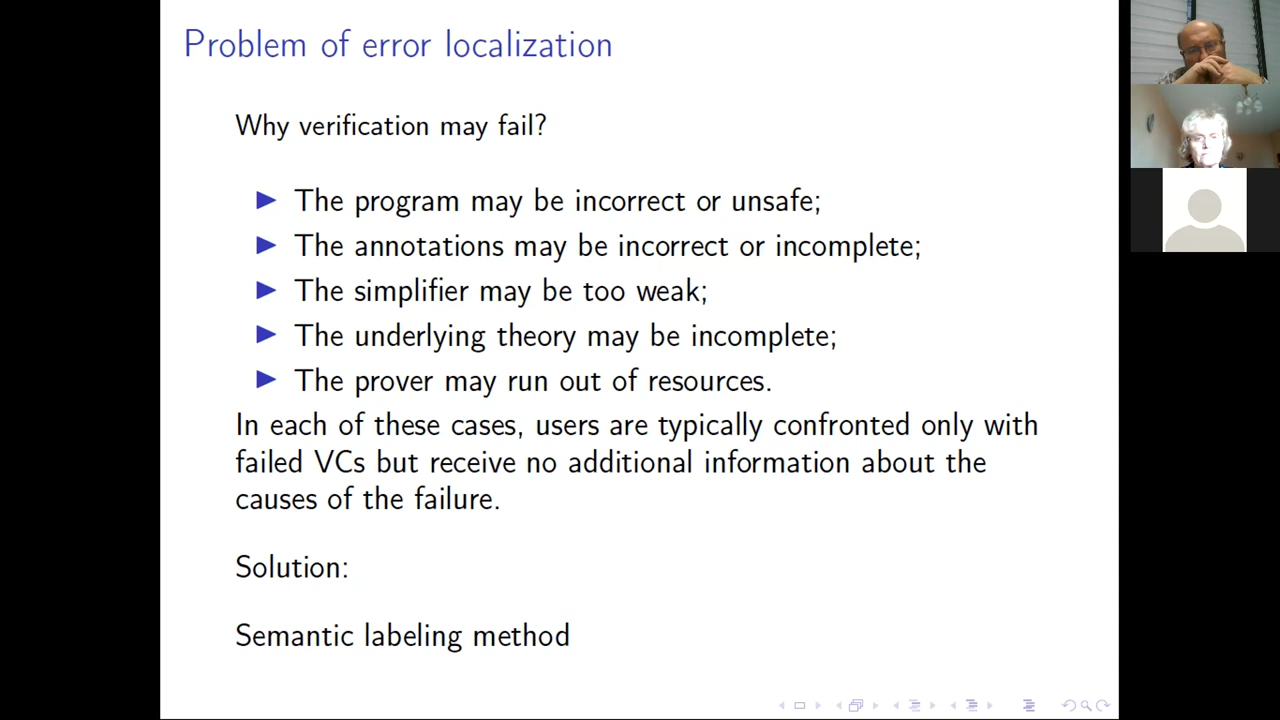 Problem of error localization
Why verification may fail?
The program may be incorrect or unsafe;
The annotations may be incorrect or incomplete;
The simplifier may be too weak;
The underlying theory may be incomplete;
The prover may run out of resources.
In each of these cases, users are typically confronted only with
failed VCs but receive no additional information about the
causes of the failure.
Solution:
Semantic labeling method